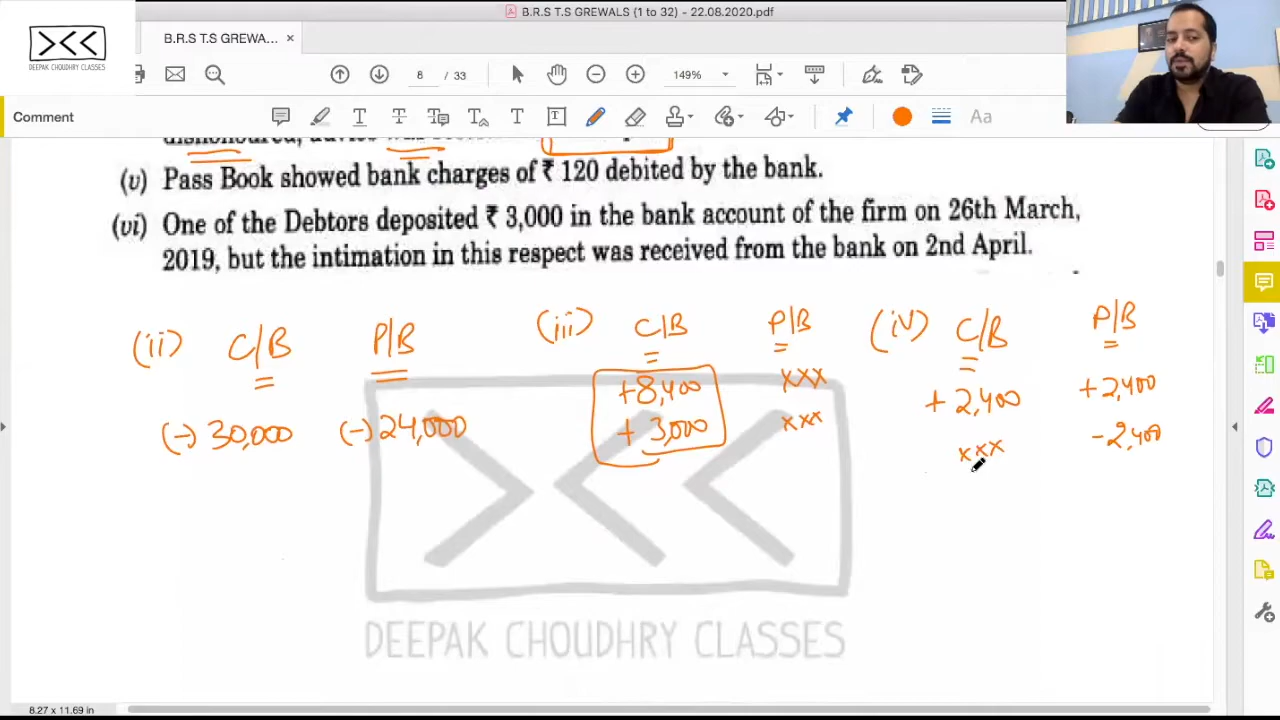 B.R.S T.S GREWALS (1 to 32) - 22.08.2020.pdf
DEEPAK CHOUDHRY CLASSES
B.R.S T.S GREWA... ×
8 / 33
149%
Comment
Aa
dishonoured, advice
(v) Pass Book showed bank charges of ₹ 120 debited by the bank.
(vi) One of the Debtors deposited ₹ 3,000 in the bank account of the firm on 26th March,
2019, but the intimation in this respect was received from the bank on 2nd April.
(ii) C/B P/B
(-) 30,000 (-) 24,000
(iii) C/B P/B
+8,400 xxx
+ 3,000 xxx
(iv) C/B P/B
+ 2,400 + 2,400
xxx -2,400
DEEPAK CHOUDHRY CLASSES
8.27 x 11.69 in